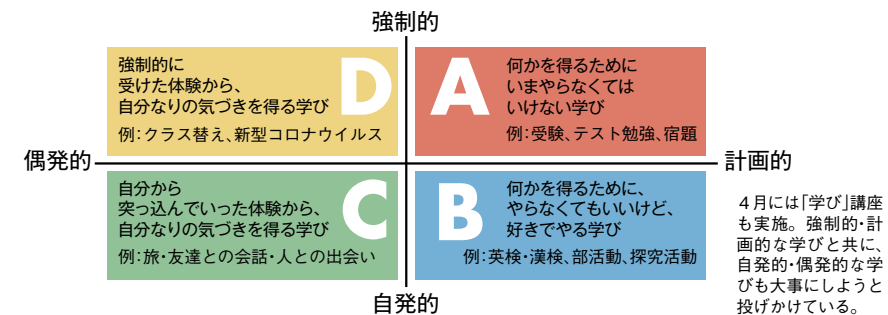 強制的
D
強制的に
受けた体験から、
自分なりの気づきを得る学び
例：クラス替え、新型コロナウイルス
A
何かを得るために
いまやらなくては
いけない学び
例：受験、テスト勉強、宿題
偶発的
計画的
自分から
突っ込んでいった体験から、
自分なりの気づきを得る学び
例：旅・友達との会話・人との出会い
C
B
何かを得るために、
やらなくてもいいけど、
好きでやる学び
例：英検・漢検、部活動、探究活動
自発的
４月には「学び」講座
も実施。強制的・計
画的な学びと共に、
自発的・偶発的な学
びも大事にしようと
投げかけている。